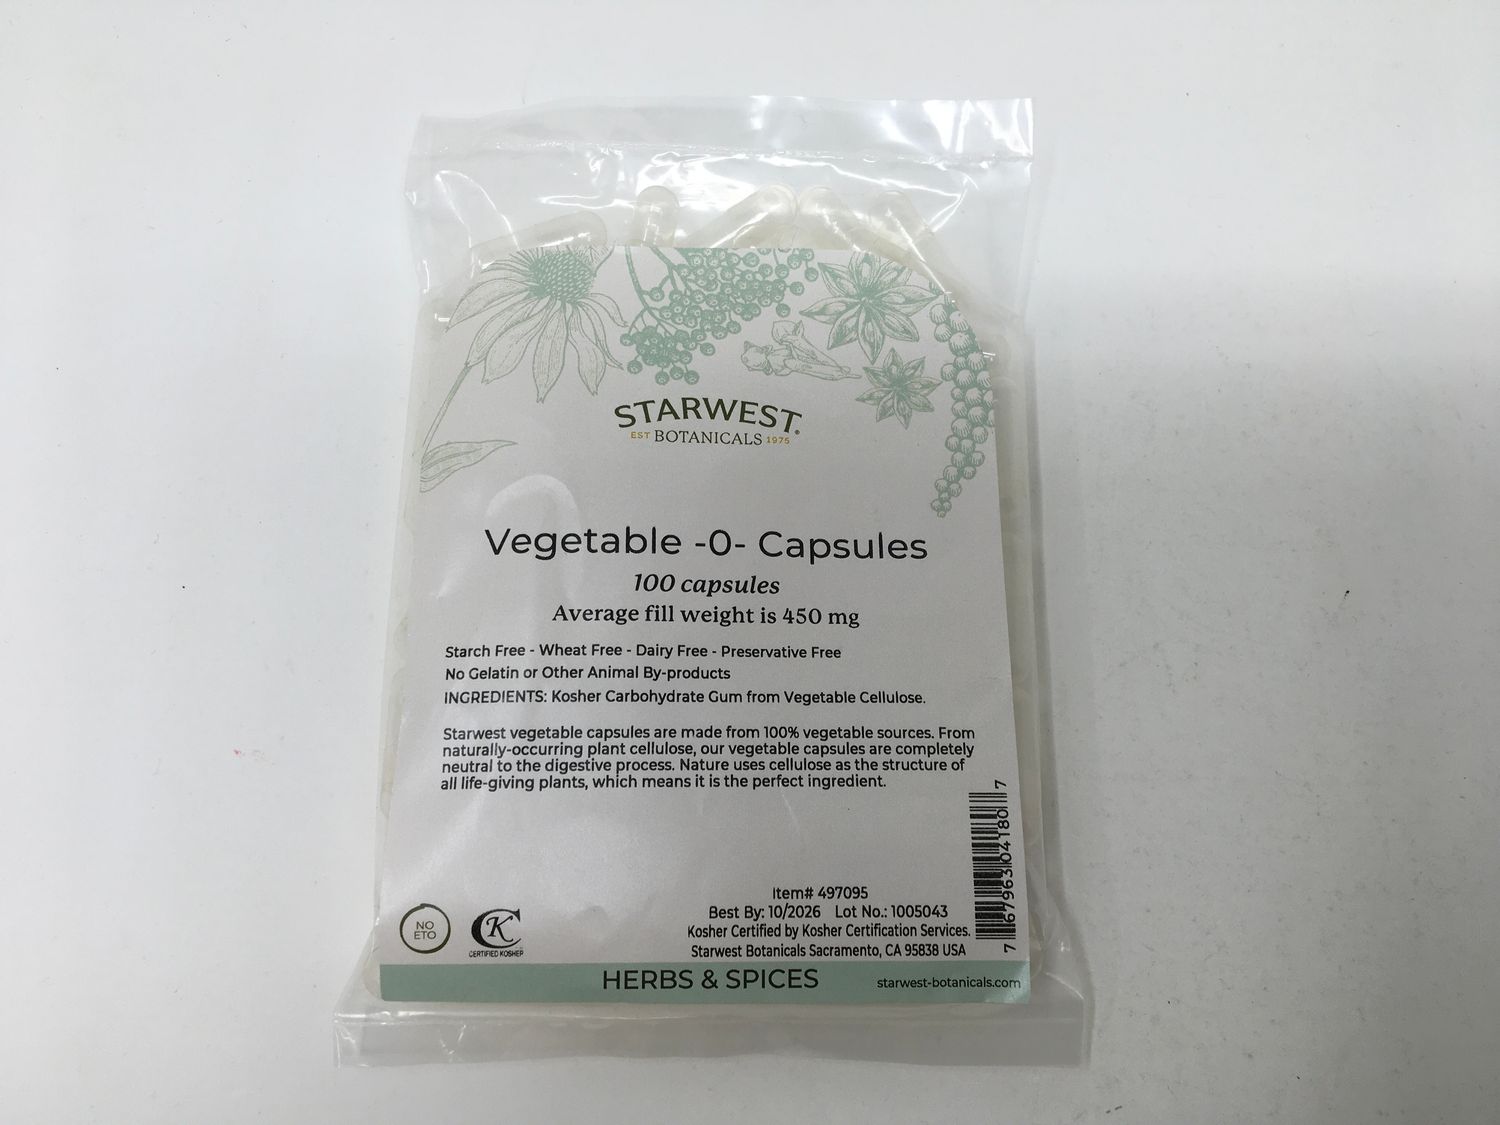 STARWEST®
EST BOTANICALS 1975
Vegetable -0- Capsules
100 capsules
Average fill weight is 450 mg
Starch Free - Wheat Free - Dairy Free - Preservative Free
No Gelatin or Other Animal By-products
INGREDIENTS: Kosher Carbohydrate Gum from Vegetable Cellulose.
Starwest vegetable capsules are made from 100% vegetable sources. From
naturally-occurring plant cellulose, our vegetable capsules are completely
neutral to the digestive process. Nature uses cellulose as the structure of
all life-giving plants, which means it is the perfect ingredient.
7 67963 04180 7
Item# 497095
Best By: 10/2026 Lot No.: 1005043
Kosher Certified by Kosher Certification Services.
Starwest Botanicals Sacramento, CA 95838 USA
NO
ETO
CK
CERTIFIED KOSHER
HERBS & SPICES
starwest-botanicals.com